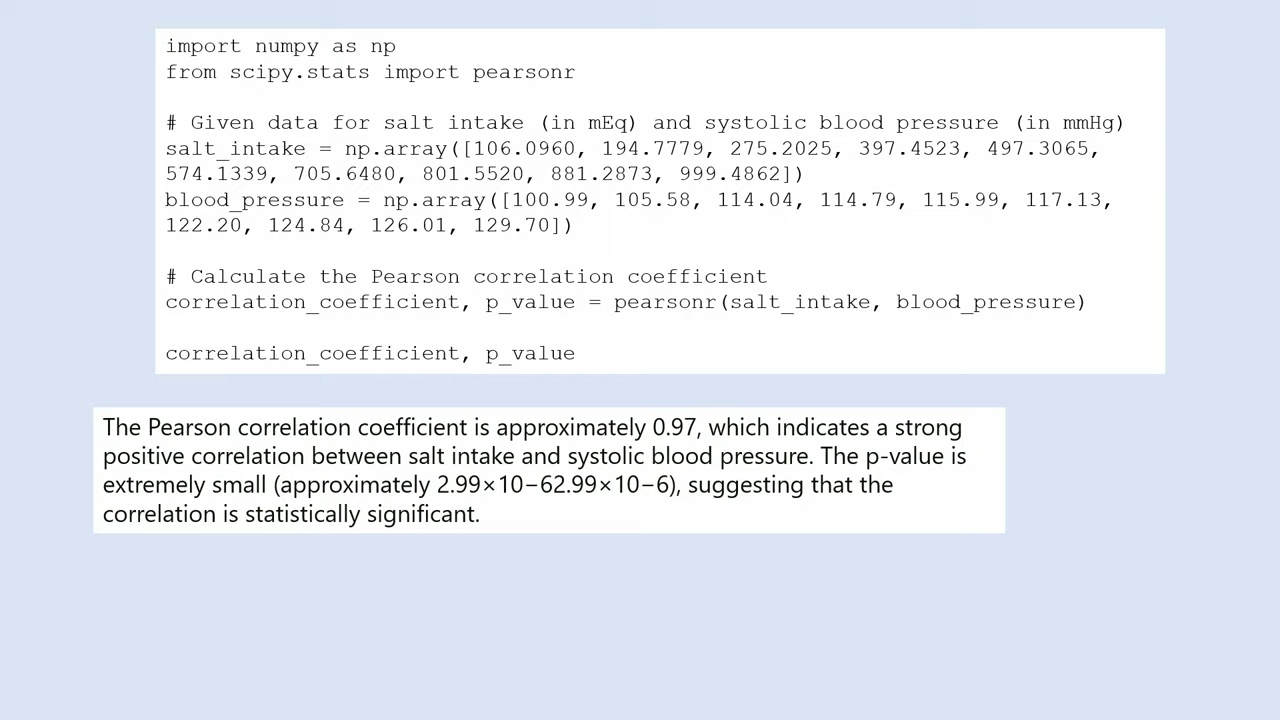 import numpy as np
from scipy.stats import pearsonr
# Given data for salt intake (in mEq) and systolic blood pressure (in mmHg)
salt_intake = np.array([106.0960, 194.7779, 275.2025, 397.4523, 497.3065,
574.1339, 705.6480, 801.5520, 881.2873, 999.4862])
blood_pressure = np.array([100.99, 105.58, 114.04, 114.79, 115.99, 117.13,
122.20, 124.84, 126.01, 129.70])
# Calculate the Pearson correlation coefficient
correlation_coefficient, p_value = pearsonr(salt_intake, blood_pressure)
correlation_coefficient, p_value
The Pearson correlation coefficient is approximately 0.97, which indicates a strong
positive correlation between salt intake and systolic blood pressure. The p-value is
extremely small (approximately 2.99×10−62.99×10−6), suggesting that the
correlation is statistically significant.